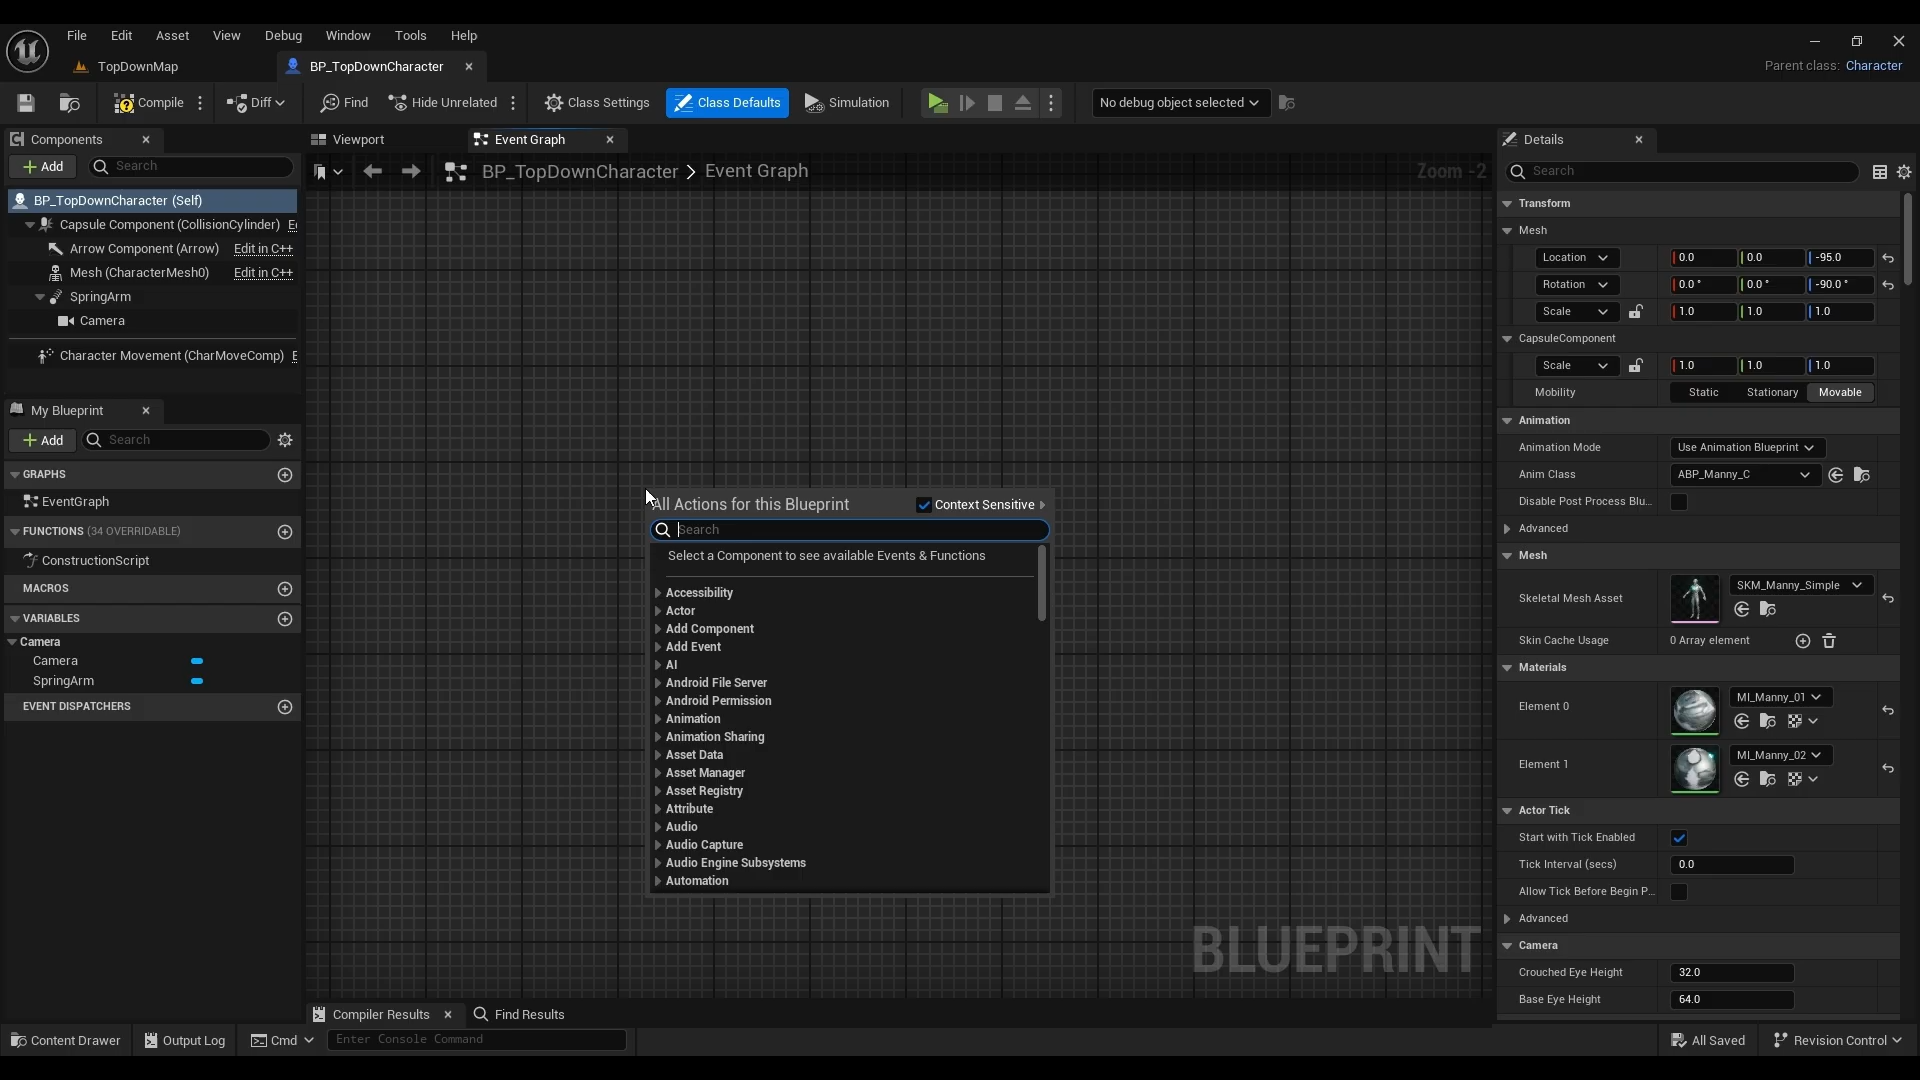 File Edit Asset View Debug Window Tools Help
TopDownMap
BP_TopDownCharacter
Parent class: Character
Compile
Diff
Find
Hide Unrelated
Class Settings
Class Defaults
Simulation
No debug object selected
Components
Add
Search
BP_TopDownCharacter (Self)
Capsule Component (CollisionCylinder)
Arrow Component (Arrow) Edit in C++
Mesh (CharacterMesh0) Edit in C++
SpringArm
Camera
Character Movement (CharMoveComp)
My Blueprint
Add
Search
GRAPHS
EventGraph
FUNCTIONS (34 OVERRIDABLE)
ConstructionScript
MACROS
VARIABLES
Camera
Camera
SpringArm
EVENT DISPATCHERS
Viewport
Event Graph
BP_TopDownCharacter > Event Graph
Zoom -2
All Actions for this Blueprint
Context Sensitive
Search
Select a Component to see available Events & Functions
Accessibility
Actor
Add Component
Add Event
AI
Android File Server
Android Permission
Animation
Animation Sharing
Asset Data
Asset Manager
Asset Registry
Attribute
Audio
Audio Capture
Audio Engine Subsystems
Automation
BLUEPRINT
Compiler Results
Find Results
Details
Search
Transform
Mesh
Location 0.0 0.0 -95.0
Rotation 0.0 ° 0.0 ° -90.0 °
Scale 1.0 1.0 1.0
CapsuleComponent
Scale 1.0 1.0 1.0
Mobility Static Stationary Movable
Animation
Animation Mode Use Animation Blueprint
Anim Class ABP_Manny_C
Disable Post Process Blu...
Advanced
Mesh
Skeletal Mesh Asset SKM_Manny_Simple
Skin Cache Usage 0 Array element
Materials
Element 0 MI_Manny_01
Element 1 MI_Manny_02
Actor Tick
Start with Tick Enabled
Tick Interval (secs) 0.0
Allow Tick Before Begin P...
Advanced
Camera
Crouched Eye Height 32.0
Base Eye Height 64.0
Content Drawer
Output Log
Cmd
Enter Console Command
All Saved
Revision Control